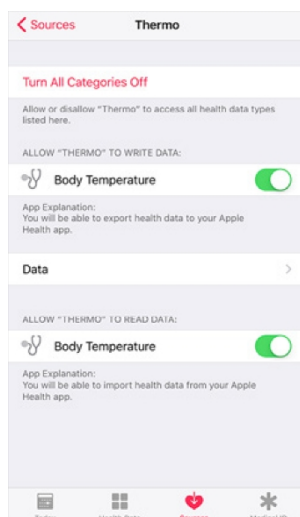 Sources
Thermo
Turn All Categories Off
Allow or disallow "Thermo" to access all health data types
listed here.
ALLOW "THERMO" TO WRITE DATA:
Body Temperature
App Explanation:
You will be able to export health data to your Apple
Health app.
Data
ALLOW "THERMO" TO READ DATA:
Body Temperature
App Explanation:
You will be able to import health data from your Apple
Health app.